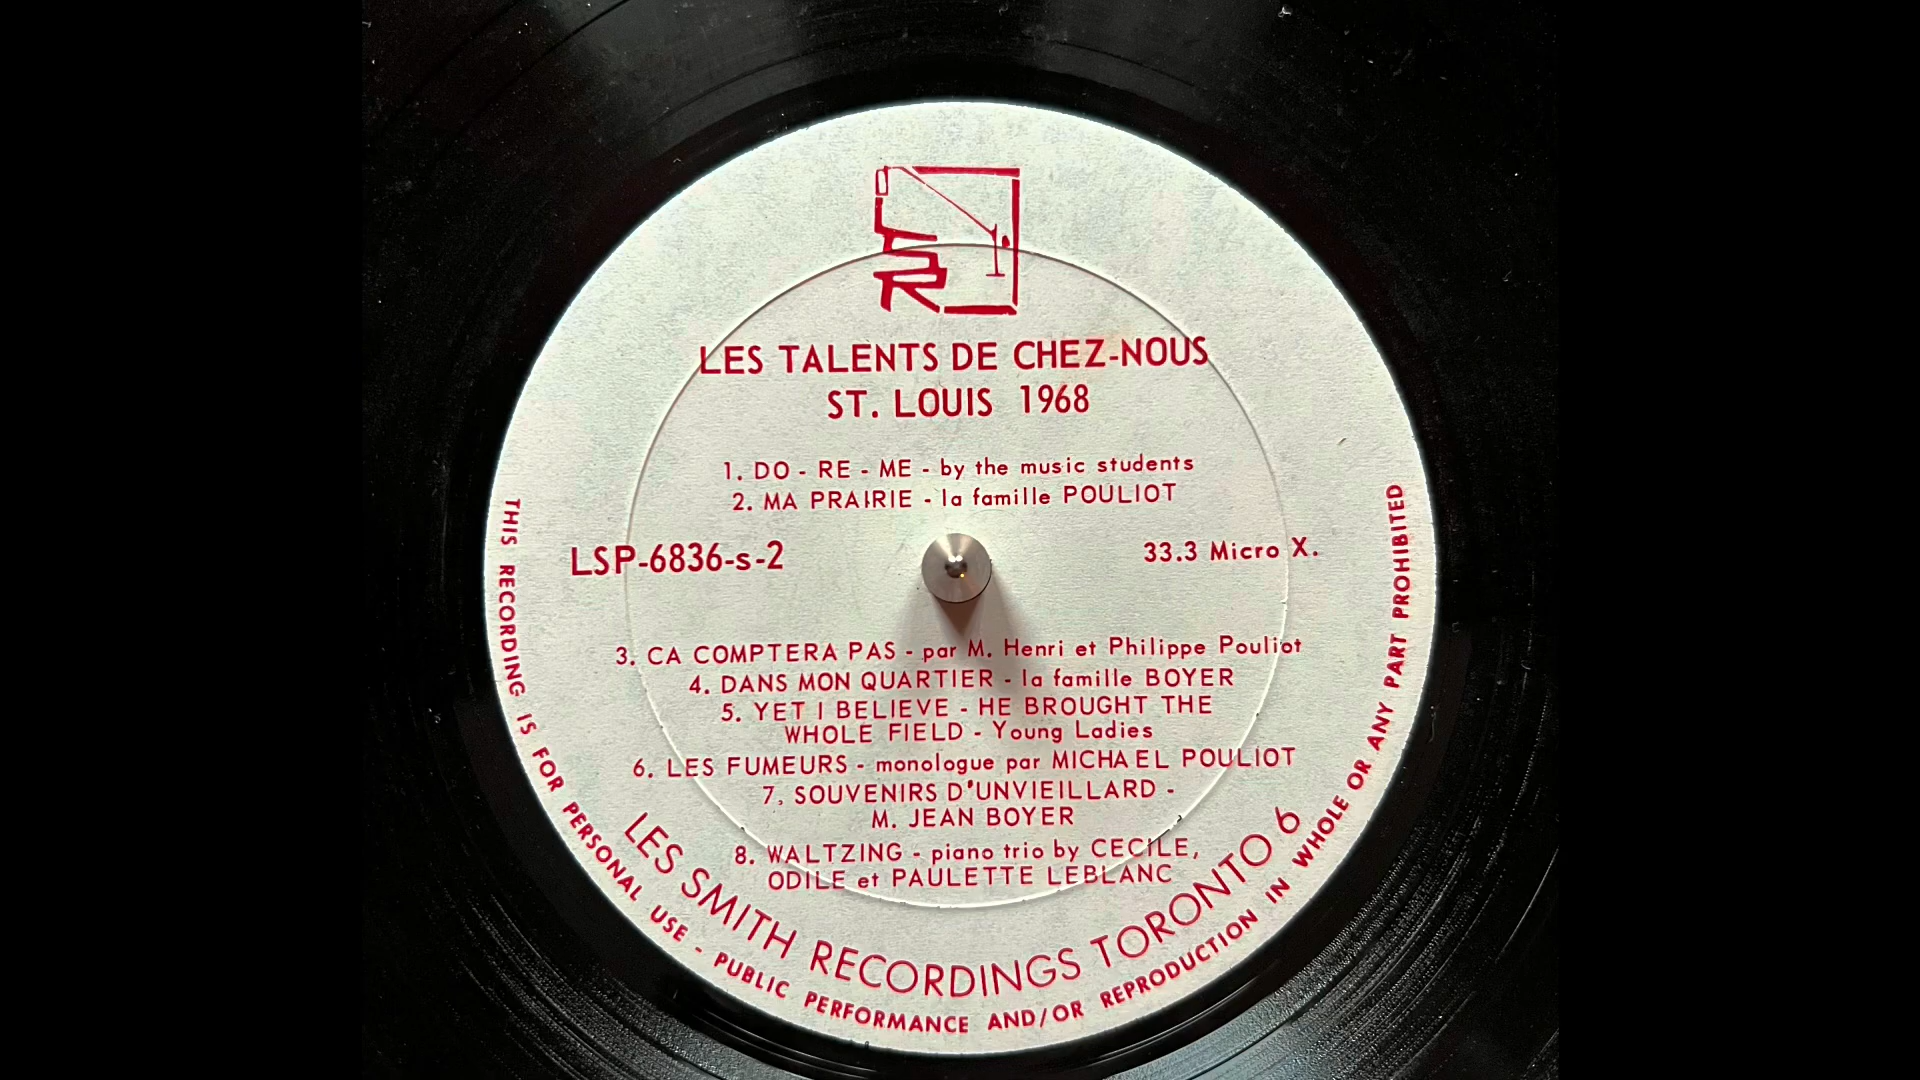 LES TALENTS DE CHEZ-NOUS
ST. LOUIS 1968
1. DO - RE - ME - by the music students
2. MA PRAIRIE - la famille POULIOT
LSP-6836-s-2
33.3 Micro X.
3. CA COMPTERA PAS - par M. Henri et Philippe Pouliot
4. DANS MON QUARTIER - la famille BOYER
5. YET I BELIEVE - HE BROUGHT THE
WHOLE FIELD - Young Ladies
6. LES FUMEURS - monologue par MICHAEL POULIOT
7. SOUVENIRS D'UNVIEILLARD -
M. JEAN BOYER
8. WALTZING - piano trio by CECILE,
ODILE et PAULETTE LEBLANC
LES SMITH RECORDINGS TORONTO 6
THIS RECORDING IS FOR PERSONAL USE - PUBLIC PERFORMANCE AND/OR REPRODUCTION IN WHOLE OR ANY PART PROHIBITED